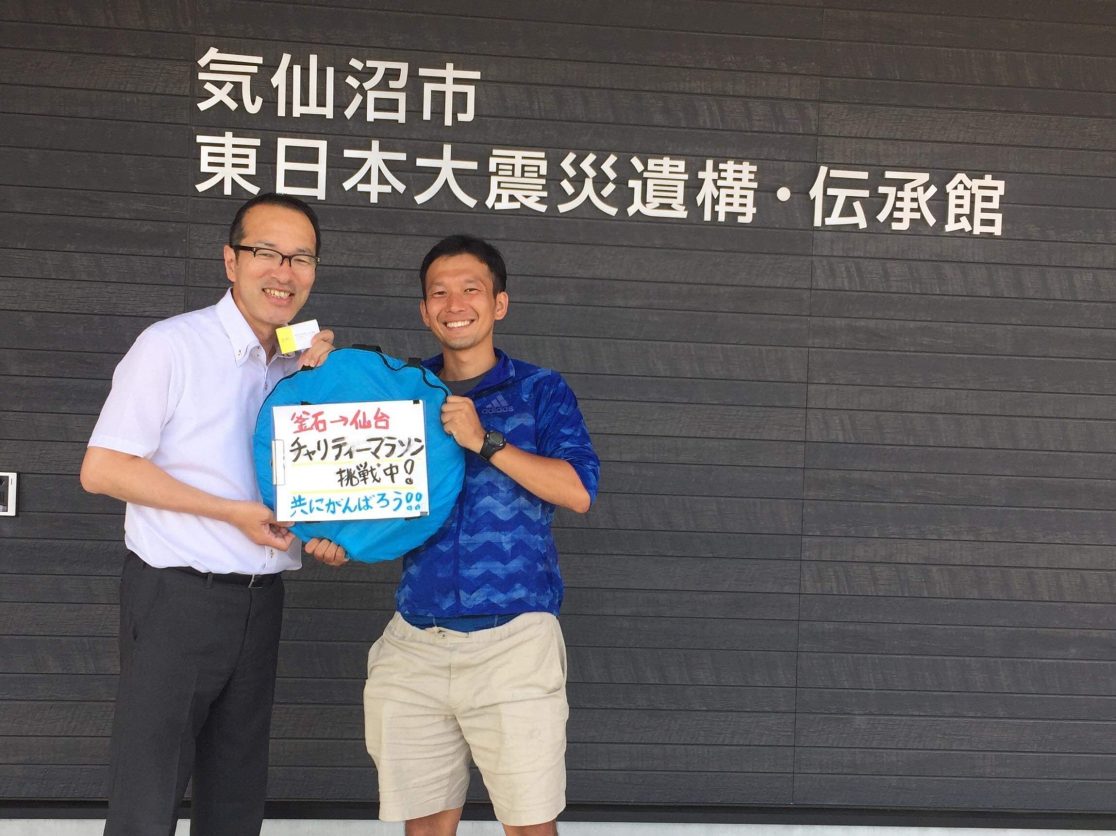 気仙沼市
東日本大震災遺構・伝承館
釜石→仙台
チャリティーマラソン
挑戦中!
共にがんばろう!!
adidas